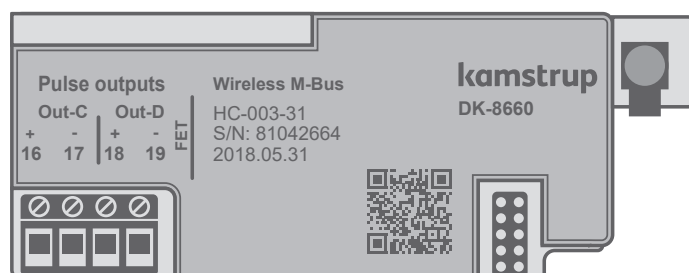 Pulse outputs
Out-C Out-D
+ - + -
16 17 18 19
FET
Wireless M-Bus
HC-003-31
S/N: 81042664
2018.05.31
kamstrup
DK-8660